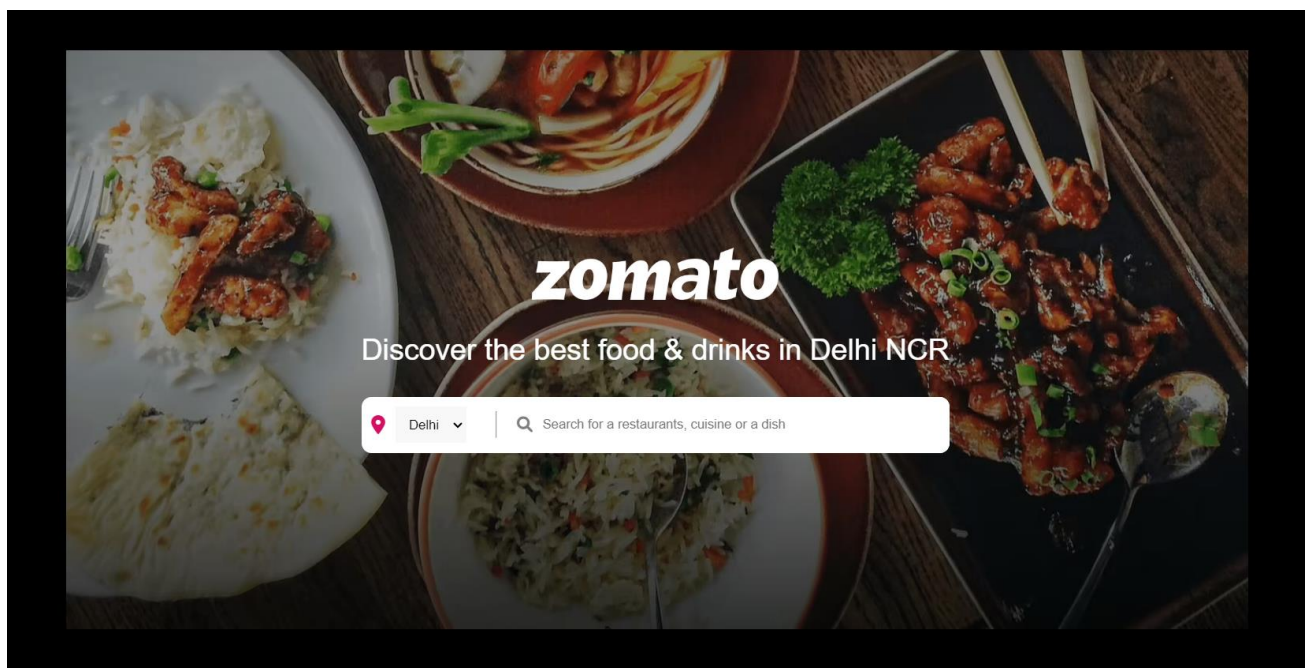 zomato
Discover the best food & drinks in Delhi NCR
Delhi
Search for a restaurants, cuisine or a dish